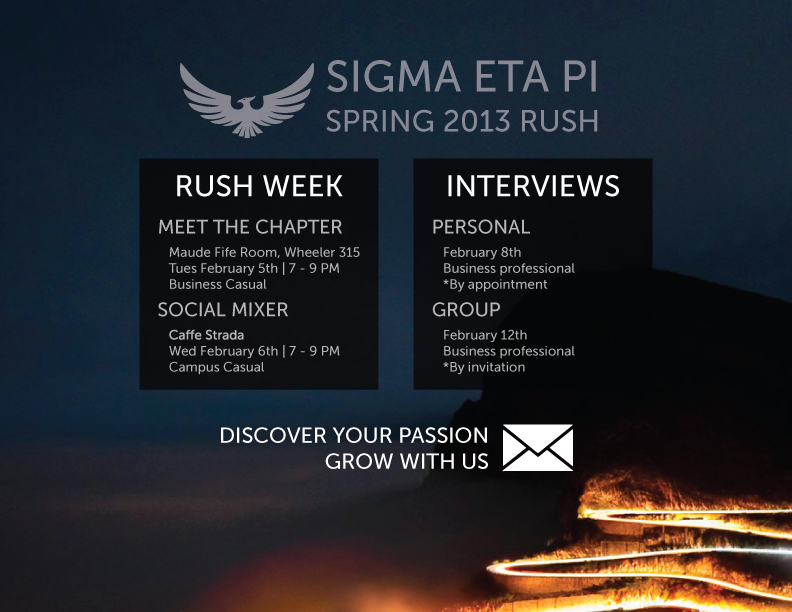 SIGMA ETA PI
SPRING 2013 RUSH
RUSH WEEK
MEET THE CHAPTER
Maude Fife Room, Wheeler 315
Tues February 5th | 7 - 9 PM
Business Casual
SOCIAL MIXER
Caffe Strada
Wed February 6th | 7 - 9 PM
Campus Casual
INTERVIEWS
PERSONAL
February 8th
Business professional
*By appointment
GROUP
February 12th
Business professional
*By invitation
DISCOVER YOUR PASSION
GROW WITH US